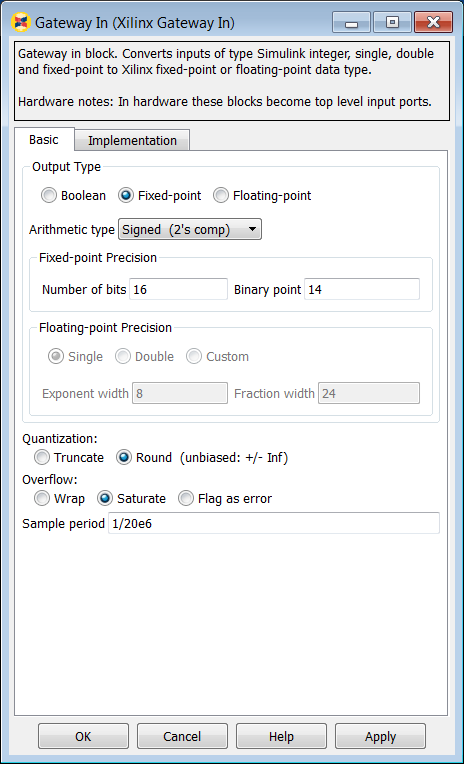 Gateway In (Xilinx Gateway In)
Gateway in block. Converts inputs of type Simulink integer, single, double
and fixed-point to Xilinx fixed-point or floating-point data type.
Hardware notes: In hardware these blocks become top level input ports.
Basic Implementation
Output Type
Boolean Fixed-point Floating-point
Arithmetic type Signed (2's comp)
Fixed-point Precision
Number of bits 16 Binary point 14
Floating-point Precision
Single Double Custom
Exponent width 8 Fraction width 24
Quantization:
Truncate Round (unbiased: +/- Inf)
Overflow:
Wrap Saturate Flag as error
Sample period 1/20e6
OK Cancel Help Apply